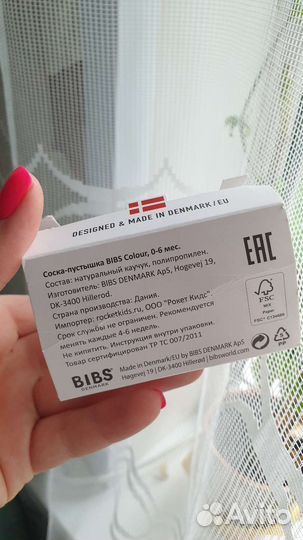 DESIGNED & MADE IN DENMARK / EU
Соска-пустышка BIBS Colour, 0-6 мес.
Состав: натуральный каучук, полипропилен.
Изготовитель: BIBS DENMARK ApS, Hogevej 19,
DK-3400 Hillerod.
Страна производства: Дания.
Импортер: rocketkids.ru, ООО "Рокет Кидс"
Срок службы не ограничен. Рекомендуется
менять каждые 4-6 недель.
Не кипятить. Инструкция внутри упаковки.
Товар сертифицирован ТР ТС 007/2011
EAC
FSC
MIX
Paper
FSC® C134689
PP
BIBS®
DENMARK
Made in Denmark/EU by BIBS DENMARK ApS
Høgevej 19 | DK-3400 Hillerød | bibsworld.com
Avito